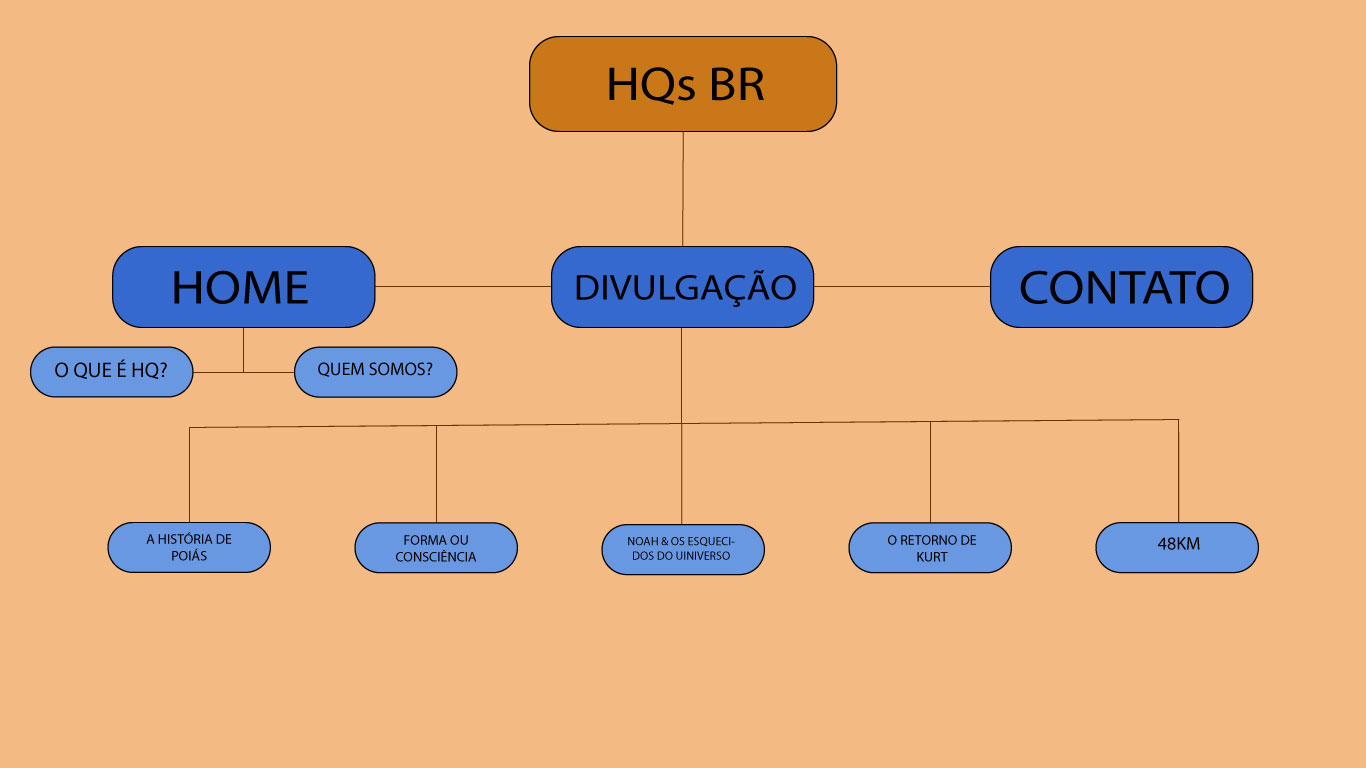 HQs BR
HOME
DIVULGAÇÃO
CONTATO
O QUE É HQ?
QUEM SOMOS?
A HISTÓRIA DE
POIÁS
FORMA OU
CONSCIÊNCIA
NOAH & OS ESQUECI-
DOS DO UINIVERSO
O RETORNO DE
KURT
48KM